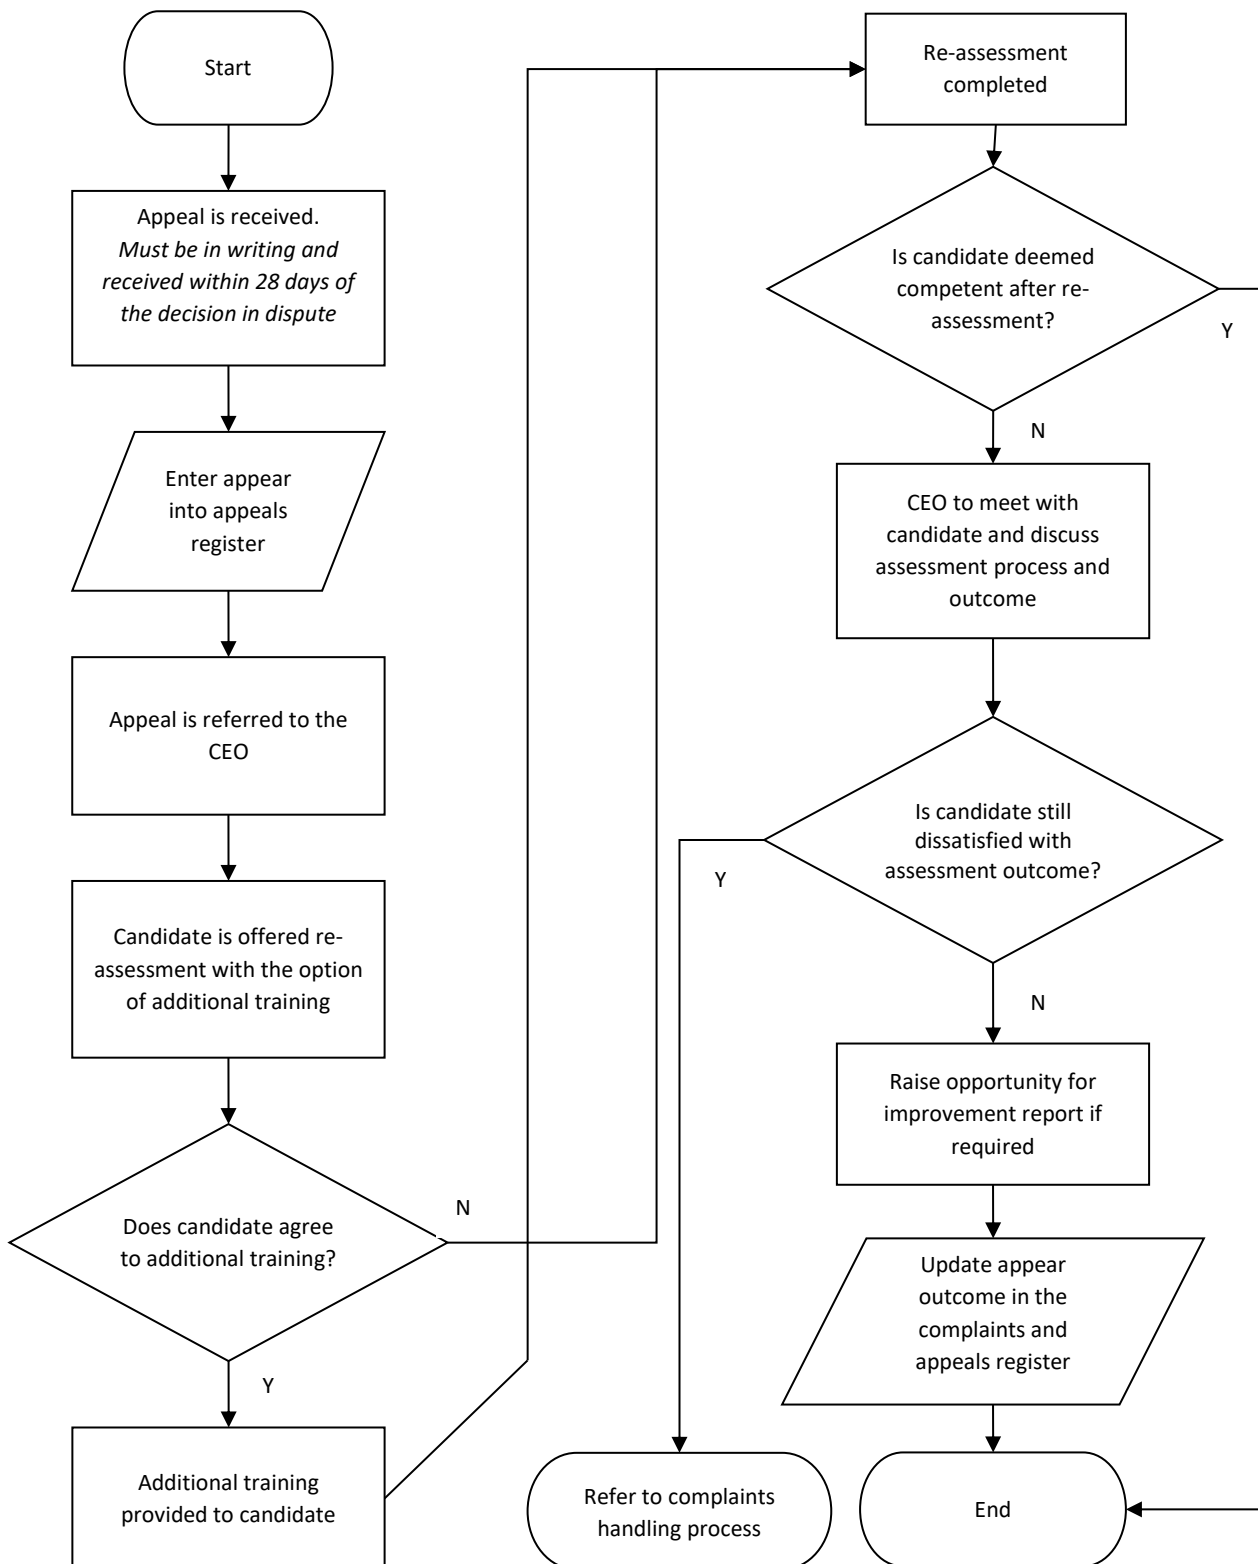 Start
Appeal is received.
Must be in writing and
received within 28 days of
the decision in dispute
Enter appear
into appeals
register
Appeal is referred to the
CEO
Candidate is offered re-
assessment with the option
of additional training
Does candidate agree
to additional training?
N
Y
Additional training
provided to candidate
Re-assessment
completed
Is candidate deemed
competent after re-
assessment?
Y
N
CEO to meet with
candidate and discuss
assessment process and
outcome
Is candidate still
dissatisfied with
assessment outcome?
Y
N
Raise opportunity for
improvement report if
required
Update appear
outcome in the
complaints and
appeals register
Refer to complaints
handling process
End